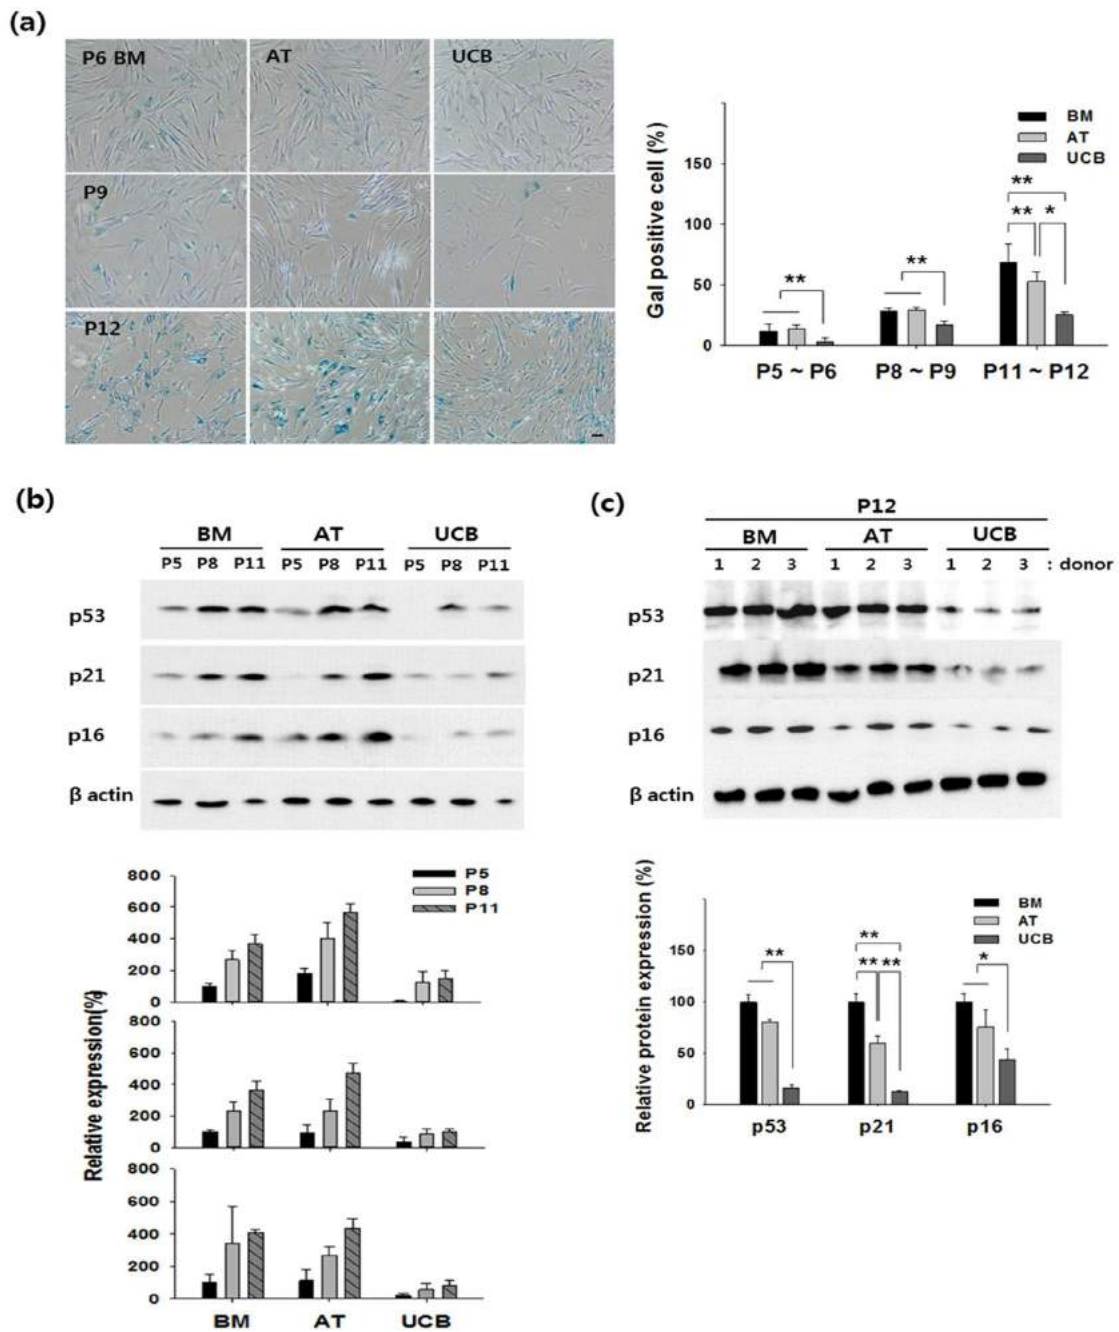 (a)
P6 BM AT UCB
P9
P12
Gal positive cell (%)
150
100
50
0
BM
AT
UCB
** ** ** ** *
P5 ~ P6 P8 ~ P9 P11 ~ P12
(b)
BM AT UCB
P5 P8 P11 P5 P8 P11 P5 P8 P11
p53
p21
p16
β actin
Relative expression(%)
800
600
400
200
0
P5
P8
P11
800
600
400
200
0
800
600
400
200
0
BM AT UCB
(c)
P12
BM AT UCB
1 2 3 1 2 3 1 2 3 : donor
p53
p21
p16
β actin
Relative protein expression (%)
150
100
50
0
BM
AT
UCB
** ** ** ** *
p53 p21 p16